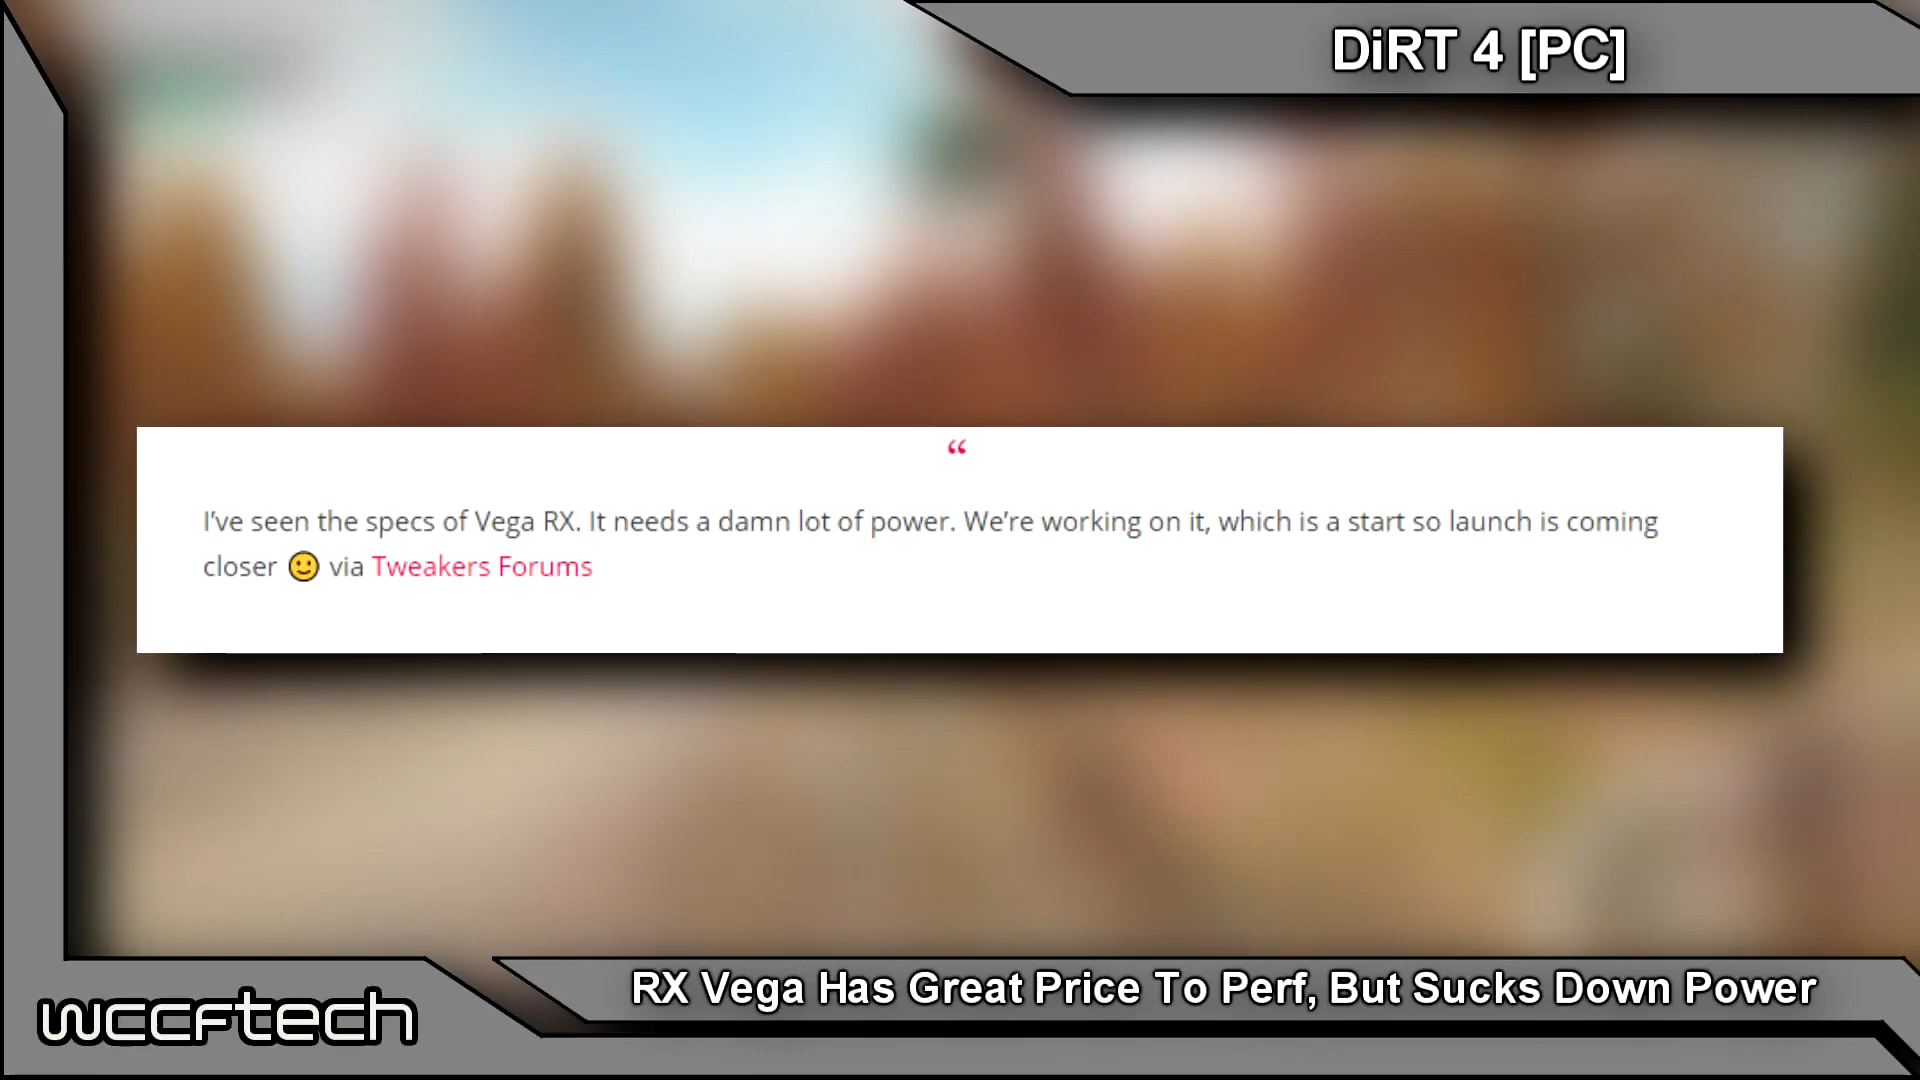 DiRT 4 [PC]
“
I’ve seen the specs of Vega RX. It needs a damn lot of power. We’re working on it, which is a start so launch is coming
closer 🙂 via Tweakers Forums
RX Vega Has Great Price To Perf, But Sucks Down Power
wccftech